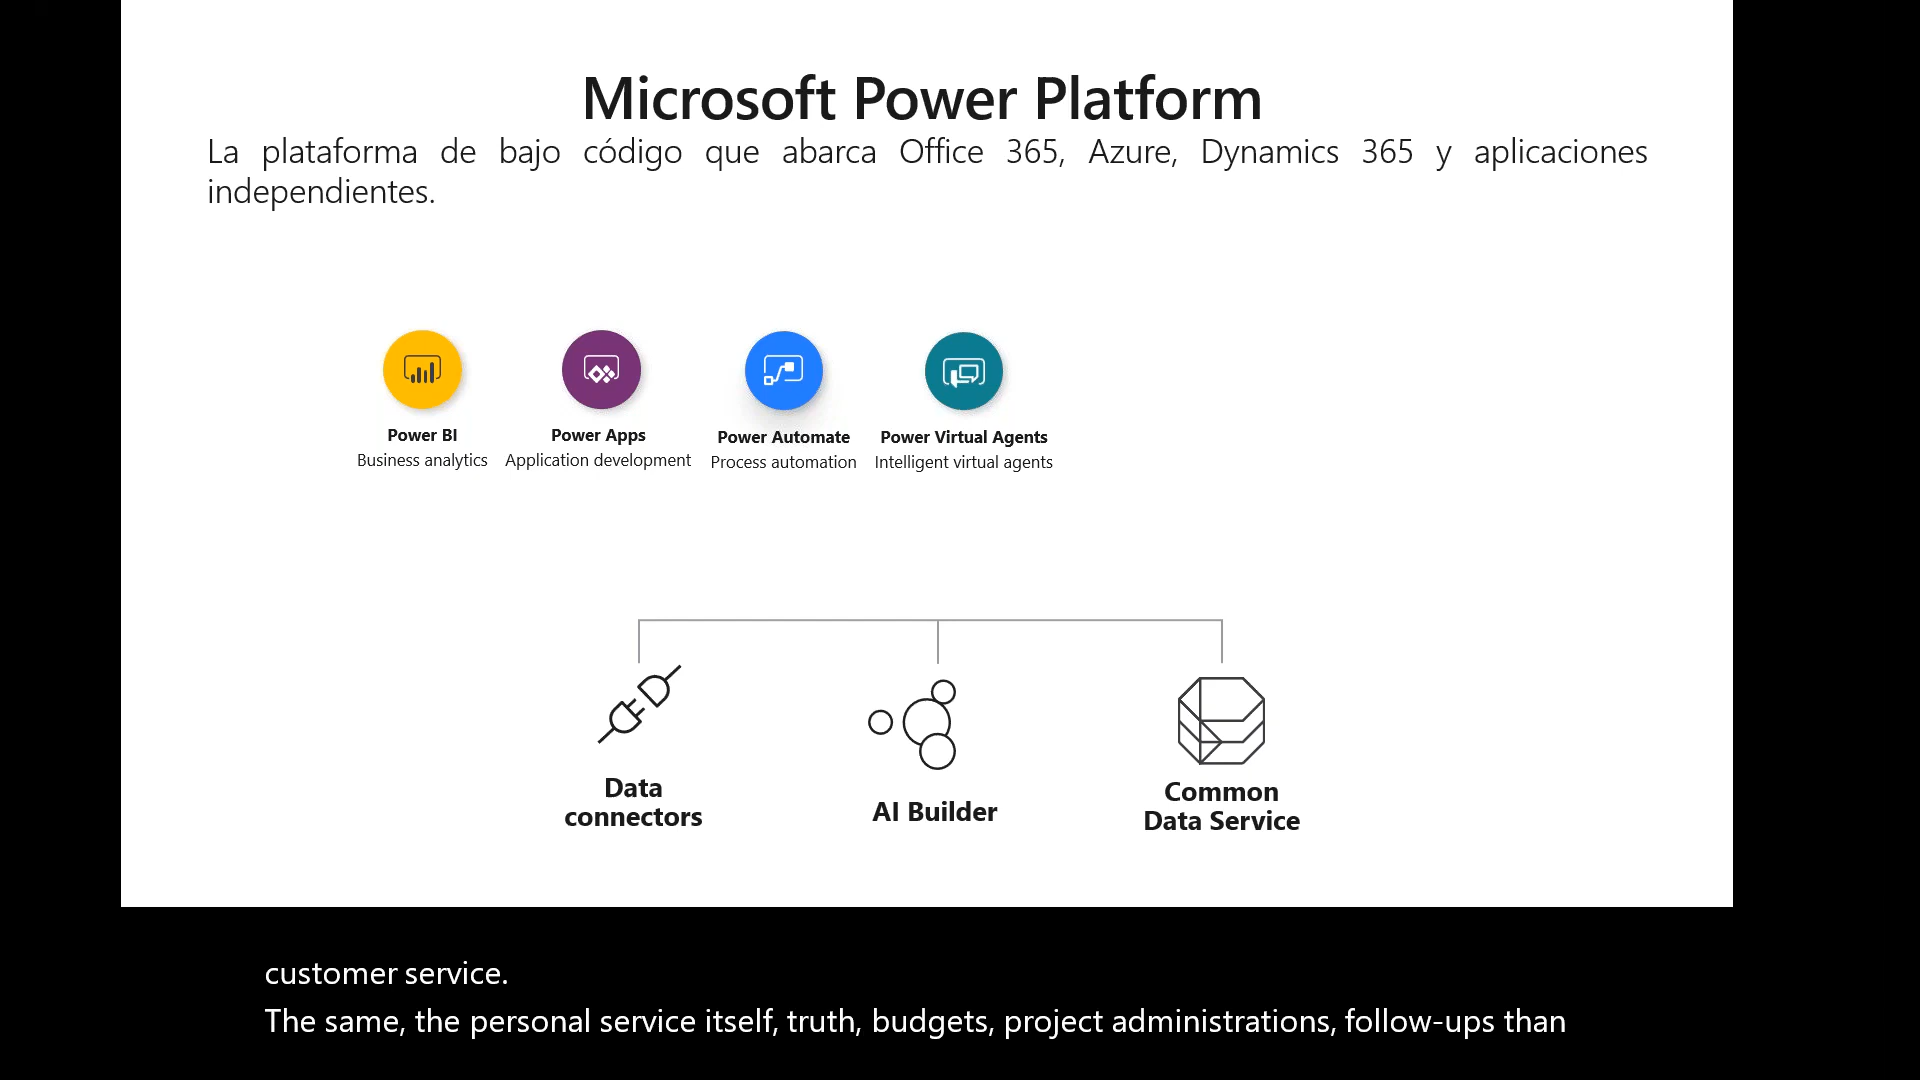 Microsoft Power Platform
La plataforma de bajo código que abarca Office 365, Azure, Dynamics 365 y aplicaciones
independientes.
Power BI
Business analytics
Power Apps
Application development
Power Automate
Process automation
Power Virtual Agents
Intelligent virtual agents
Data
connectors
AI Builder
Common
Data Service
customer service.
The same, the personal service itself, truth, budgets, project administrations, follow-ups than